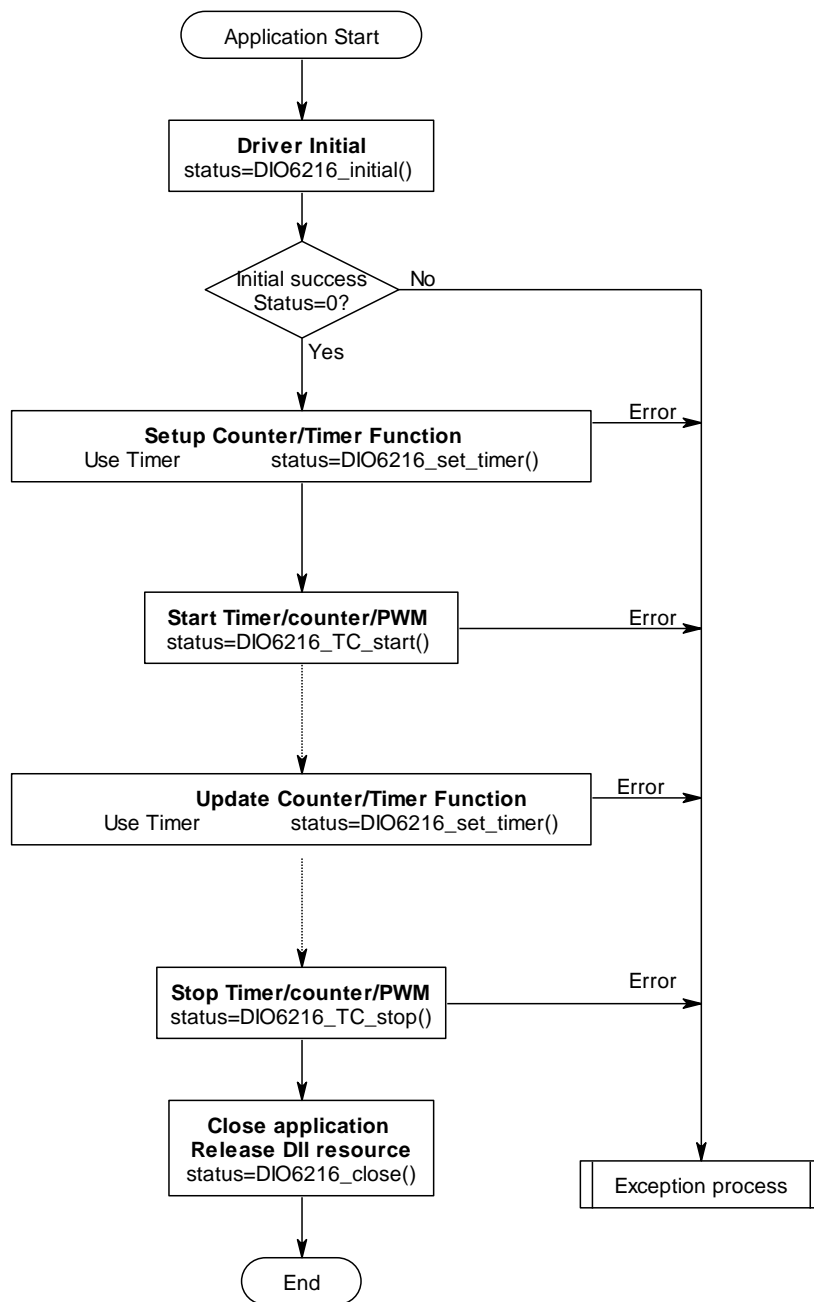 Application Start
Driver Initial
status=DIO6216_initial()
Initial success
Status=0?
No
Yes
Error
Setup Counter/Timer Function
Use Timer status=DIO6216_set_timer()
Start Timer/counter/PWM
status=DIO6216_TC_start()
Error
Update Counter/Timer Function
Use Timer status=DIO6216_set_timer()
Error
Stop Timer/counter/PWM
status=DIO6216_TC_stop()
Error
Close application
Release Dll resource
status=DIO6216_close()
Exception process
End